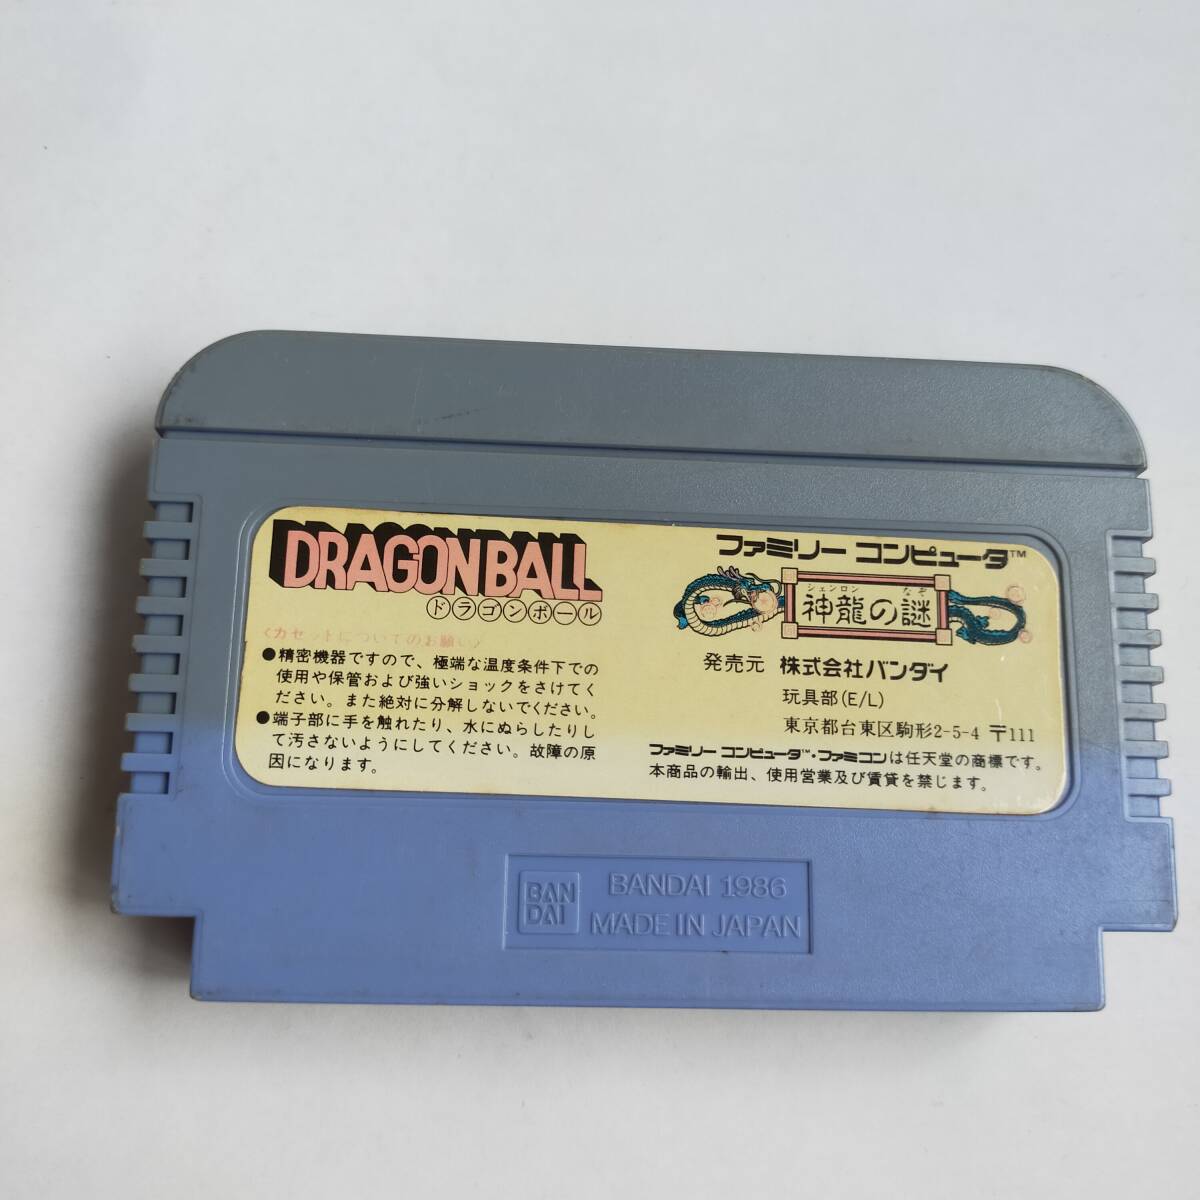 DRAGONBALL
ドラゴンボール
〈カセットについてのお願い〉
●精密機器ですので、極端な温度条件下での
使用や保管および強いショックをさけてく
ださい。また絶対に分解しないでください。
●端子部に手を触れたり、水にぬらしたりし
て汚さないようにしてください。故障の原
因になります。
ファミリー コンピュータ™
シェンロン なぞ
神龍の謎
発売元 株式会社バンダイ
玩具部(E/L)
東京都台東区駒形2-5-4 〒111
ファミリー コンピュータ™・ファミコンは任天堂の商標です。
本商品の輸出、使用営業及び賃貸を禁じます。
BAN
DAI
BANDAI 1986
MADE IN JAPAN